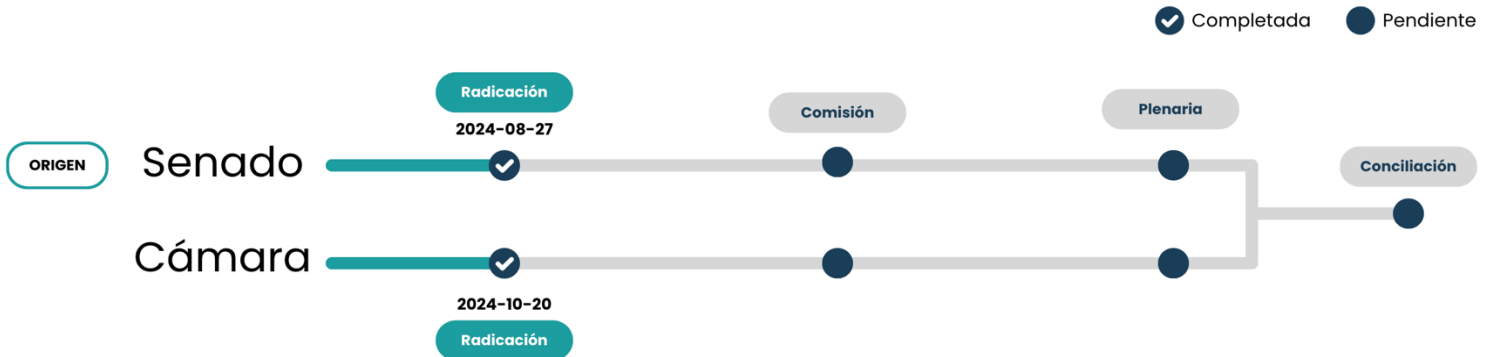 Completada
Pendiente
Radicación
2024-08-27
Comisión
Plenaria
ORIGEN
Senado
Conciliación
Cámara
2024-10-20
Radicación